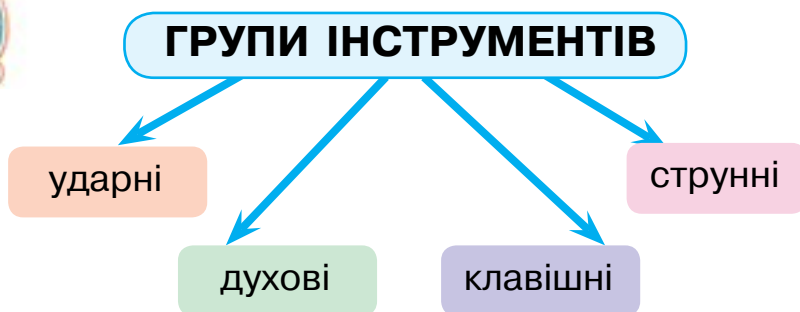 ГРУПИ ІНСТРУМЕНТІВ
ударні
струнні
духові
клавішні